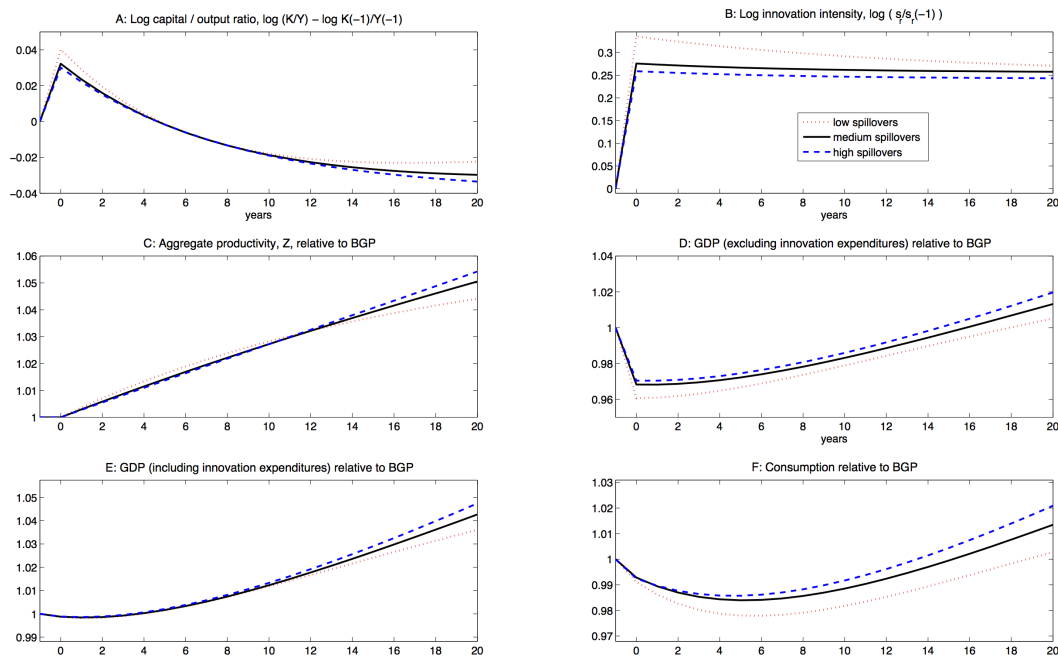 A: Log capital / output ratio, log (K/Y) − log K(-1)/Y(-1)
0.04
0.02
0
−0.02
−0.04
0 2 4 6 8 10 12 14 16 18 20
years
B: Log innovation intensity, log ( s_r/s_r(-1) )
0.3
0.25
0.2
0.15
0.1
0.05
0
low spillovers
medium spillovers
high spillovers
0 2 4 6 8 10 12 14 16 18 20
years
C: Aggregate productivity, Z, relative to BGP
1.06
1.05
1.04
1.03
1.02
1.01
1
0 2 4 6 8 10 12 14 16 18 20
D: GDP (excluding innovation expenditures) relative to BGP
1.04
1.02
1
0.98
0.96
0 2 4 6 8 10 12 14 16 18 20
years
E: GDP (including innovation expenditures) relative to BGP
1.05
1.04
1.03
1.02
1.01
1
0.99
0 2 4 6 8 10 12 14 16 18 20
F: Consumption relative to BGP
1.03
1.02
1.01
1
0.99
0.98
0.97
0 2 4 6 8 10 12 14 16 18 20